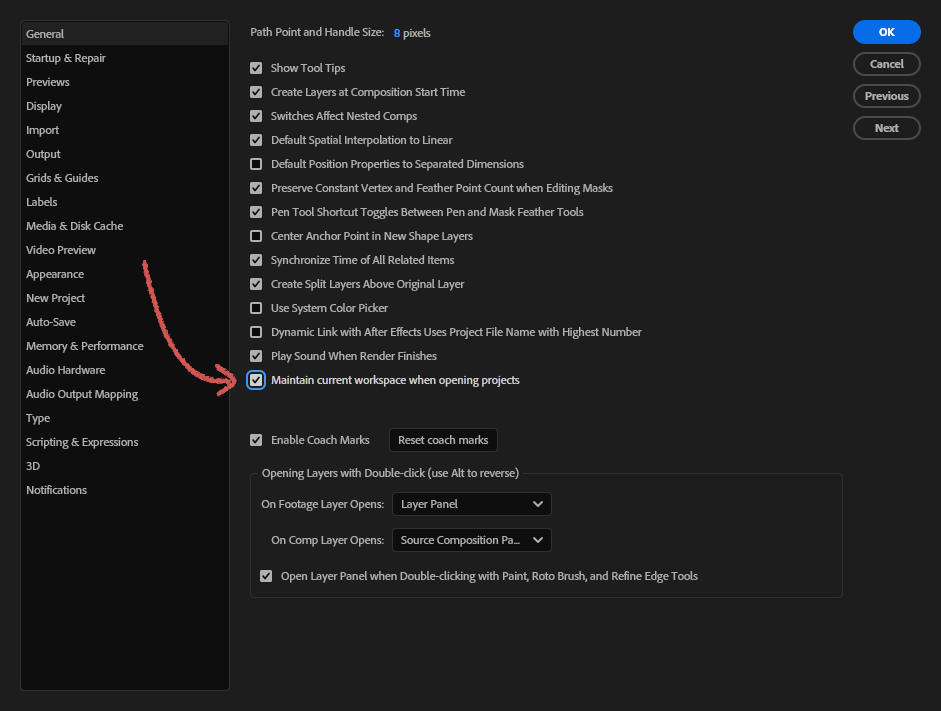 General
Startup & Repair
Previews
Display
Import
Output
Grids & Guides
Labels
Media & Disk Cache
Video Preview
Appearance
New Project
Auto-Save
Memory & Performance
Audio Hardware
Audio Output Mapping
Type
Scripting & Expressions
3D
Notifications
Path Point and Handle Size: 8 pixels
Show Tool Tips
Create Layers at Composition Start Time
Switches Affect Nested Comps
Default Spatial Interpolation to Linear
Default Position Properties to Separated Dimensions
Preserve Constant Vertex and Feather Point Count when Editing Masks
Pen Tool Shortcut Toggles Between Pen and Mask Feather Tools
Center Anchor Point in New Shape Layers
Synchronize Time of All Related Items
Create Split Layers Above Original Layer
Use System Color Picker
Dynamic Link with After Effects Uses Project File Name with Highest Number
Play Sound When Render Finishes
Maintain current workspace when opening projects
Enable Coach Marks Reset coach marks
Opening Layers with Double-click (use Alt to reverse)
On Footage Layer Opens: Layer Panel
On Comp Layer Opens: Source Composition Pa...
Open Layer Panel when Double-clicking with Paint, Roto Brush, and Refine Edge Tools
OK
Cancel
Previous
Next